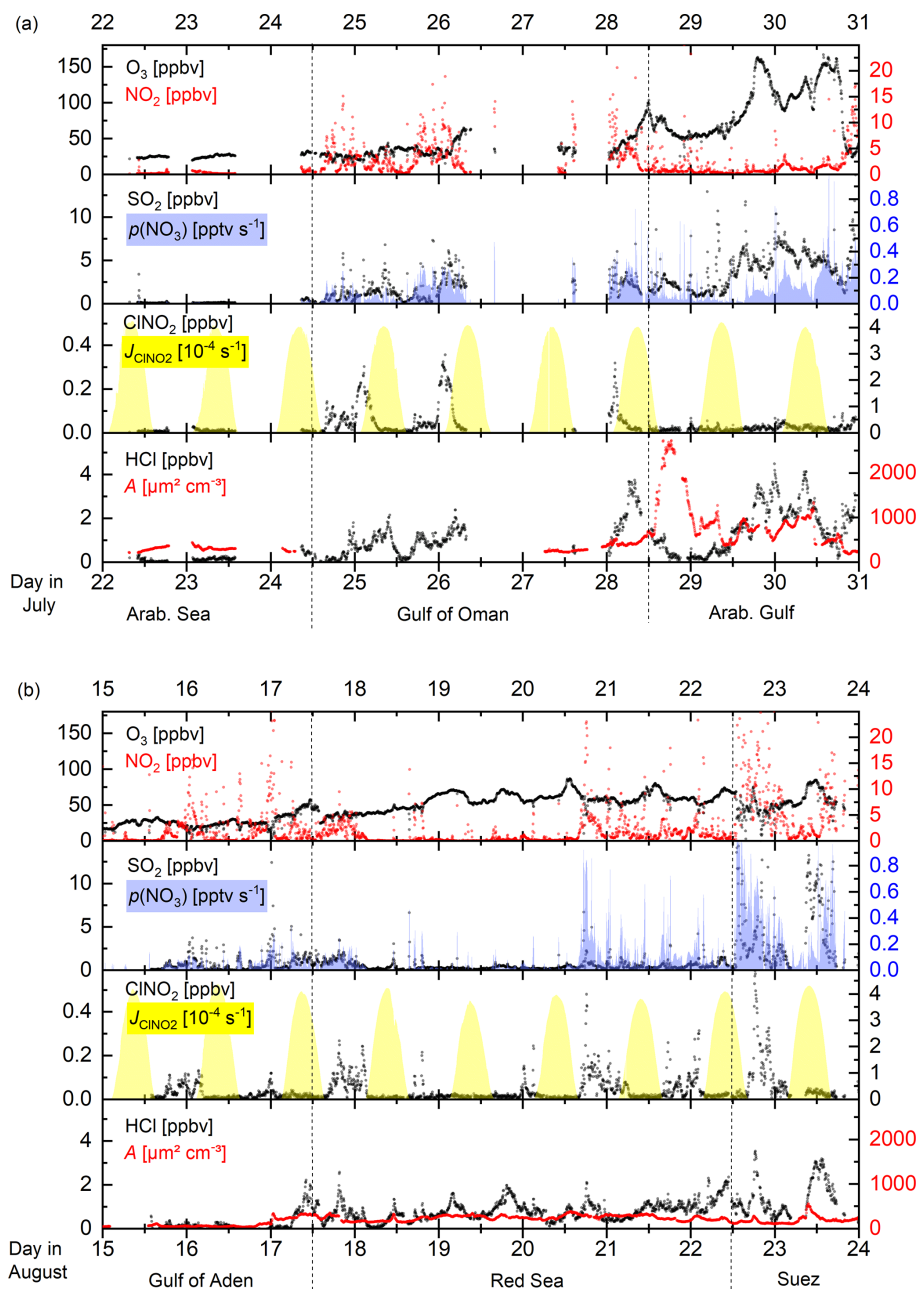 (a)
22 23 24 25 26 27 28 29 30 31
O₃ [ppbv]
NO₂ [ppbv]
150
100
50
0
20
15
10
5
0
SO₂ [ppbv]
p(NO₃) [pptv s⁻¹]
10
5
0
0.8
0.6
0.4
0.2
0.0
ClNO₂ [ppbv]
J_ClNO2 [10⁻⁴ s⁻¹]
0.4
0.2
0.0
4
3
2
1
0
HCl [ppbv]
A [µm² cm⁻³]
4
2
0
2000
1000
0
22 23 24 25 26 27 28 29 30 31
Day in
July
Arab. Sea Gulf of Oman Arab. Gulf
(b)
15 16 17 18 19 20 21 22 23 24
O₃ [ppbv]
NO₂ [ppbv]
150
100
50
0
25
20
15
10
5
0
SO₂ [ppbv]
p(NO₃) [pptv s⁻¹]
10
5
0
0.8
0.6
0.4
0.2
0.0
ClNO₂ [ppbv]
J_ClNO2 [10⁻⁴ s⁻¹]
0.4
0.2
0.0
4
3
2
1
0
HCl [ppbv]
A [µm² cm⁻³]
4
2
0
2000
1000
0
15 16 17 18 19 20 21 22 23 24
Day in
August
Gulf of Aden Red Sea Suez